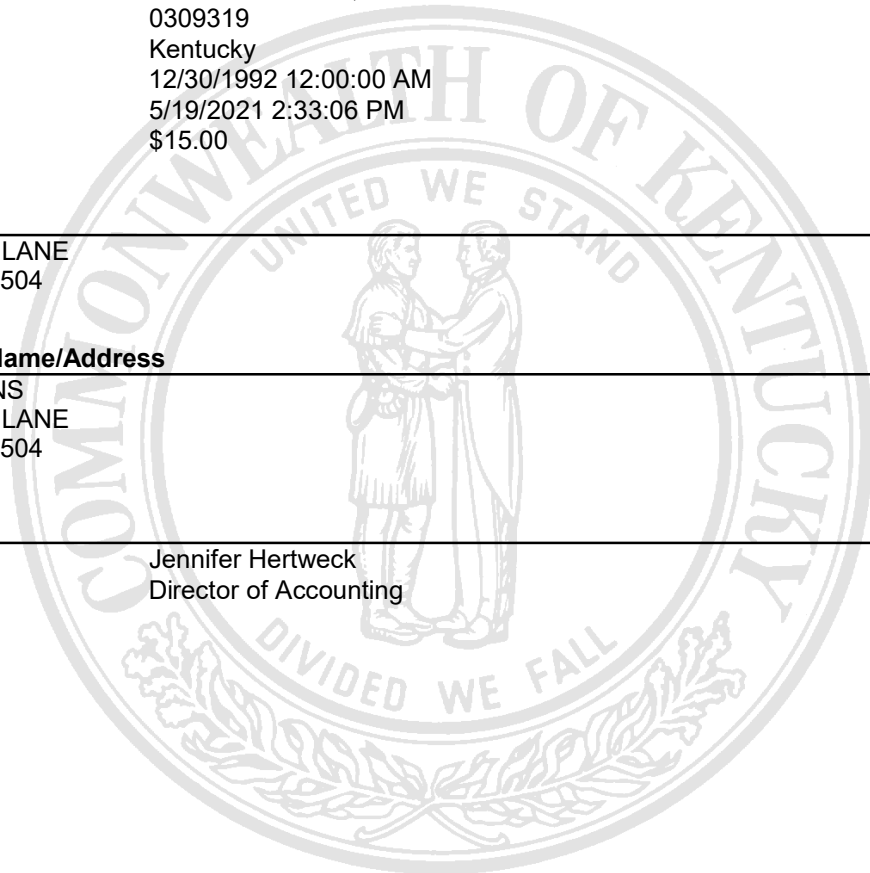 0309319
Kentucky
12/30/1992 12:00:00 AM
5/19/2021 2:33:06 PM
$15.00
LANE
504
Name/Address
NS
LANE
504
Jennifer Hertweck
Director of Accounting
COMMONWEALTH OF KENTUCKY
UNITED WE STAND
DIVIDED WE FALL